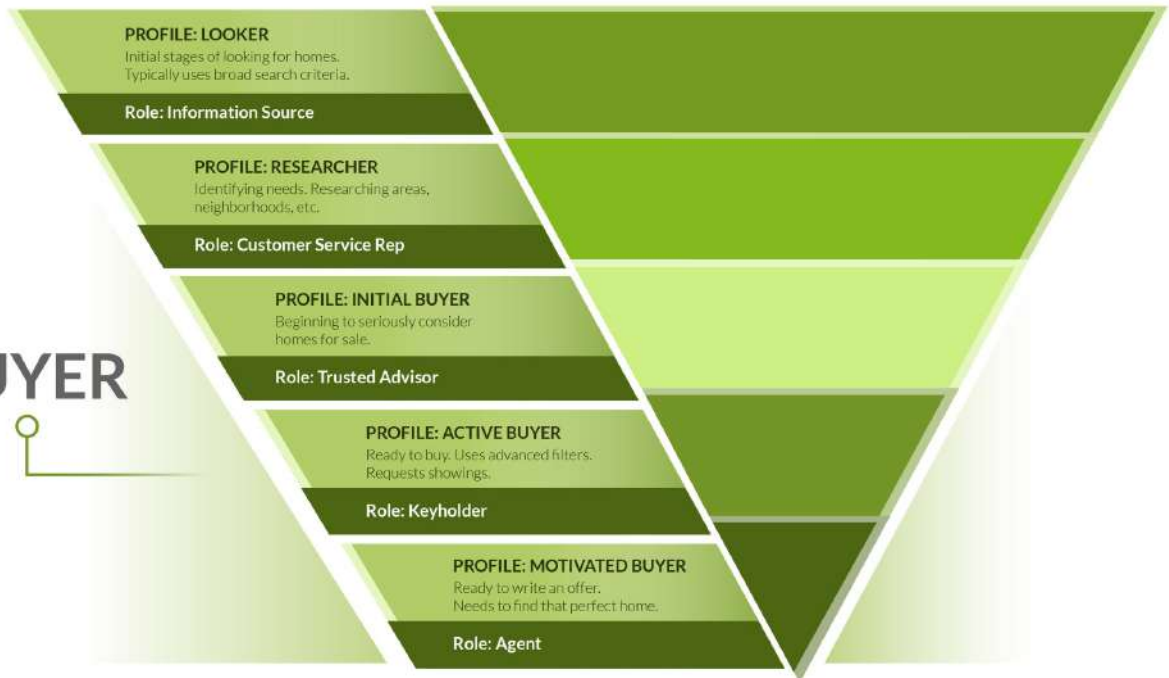 PROFILE: LOOKER
Initial stages of looking for homes.
Typically uses broad search criteria.
Role: Information Source
PROFILE: RESEARCHER
Identifying needs. Researching areas,
neighborhoods, etc.
Role: Customer Service Rep
PROFILE: INITIAL BUYER
Beginning to seriously consider
homes for sale.
Role: Trusted Advisor
UYER
PROFILE: ACTIVE BUYER
Ready to buy. Uses advanced filters.
Requests showings.
Role: Keyholder
PROFILE: MOTIVATED BUYER
Ready to write an offer.
Needs to find that perfect home.
Role: Agent